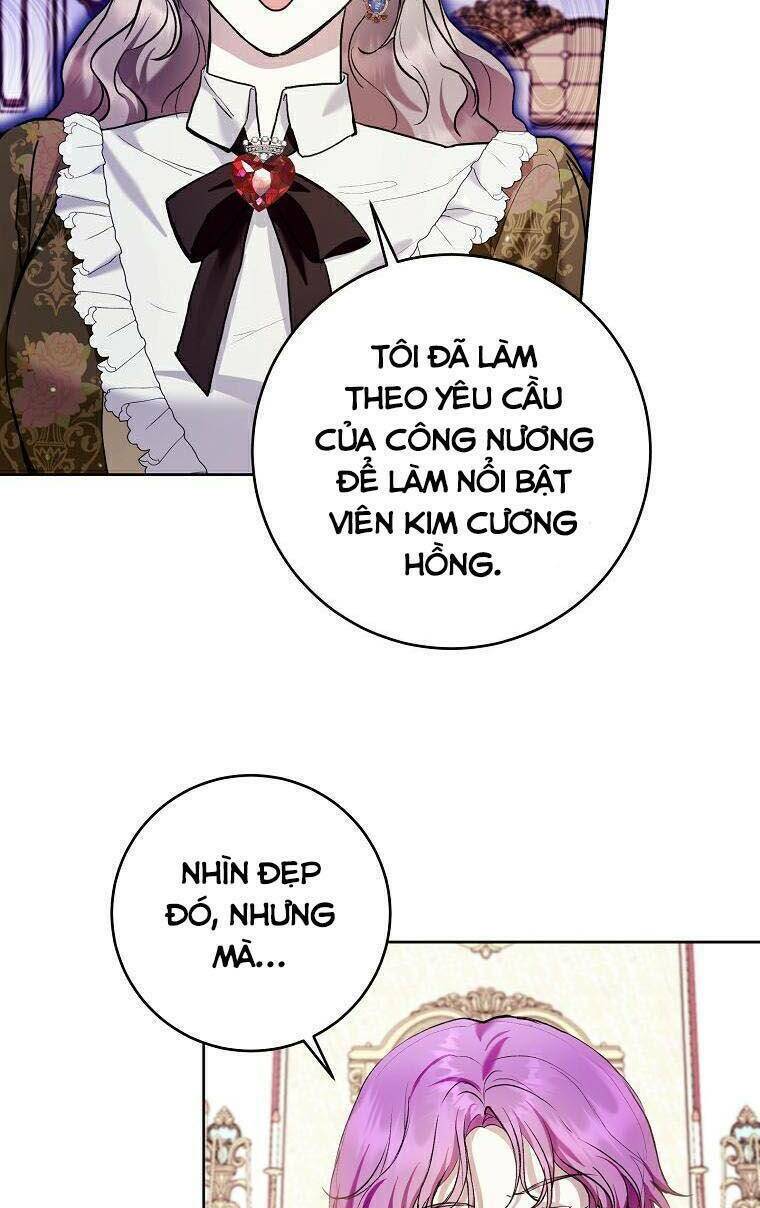 TÔI ĐÃ LÀM
THEO YÊU CẦU
CỦA CÔNG NƯƠNG
ĐỂ LÀM NỔI BẬT
VIÊN KIM CƯƠNG
HỒNG.
NHÌN ĐẸP
ĐÓ, NHƯNG
MÀ...